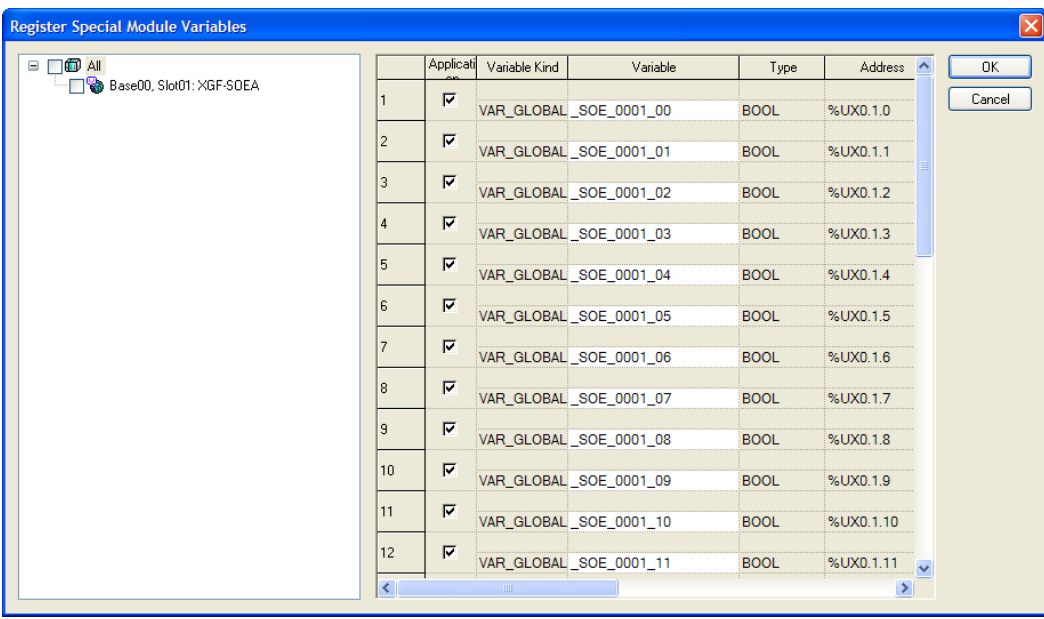 Register Special Module Variables
All
Base00, Slot01: XGF-SOEA
Applicati Variable Kind Variable Type Address
1 VAR_GLOBAL _SOE_0001_00 BOOL %UX0.1.0
2 VAR_GLOBAL _SOE_0001_01 BOOL %UX0.1.1
3 VAR_GLOBAL _SOE_0001_02 BOOL %UX0.1.2
4 VAR_GLOBAL _SOE_0001_03 BOOL %UX0.1.3
5 VAR_GLOBAL _SOE_0001_04 BOOL %UX0.1.4
6 VAR_GLOBAL _SOE_0001_05 BOOL %UX0.1.5
7 VAR_GLOBAL _SOE_0001_06 BOOL %UX0.1.6
8 VAR_GLOBAL _SOE_0001_07 BOOL %UX0.1.7
9 VAR_GLOBAL _SOE_0001_08 BOOL %UX0.1.8
10 VAR_GLOBAL _SOE_0001_09 BOOL %UX0.1.9
11 VAR_GLOBAL _SOE_0001_10 BOOL %UX0.1.10
12 VAR_GLOBAL _SOE_0001_11 BOOL %UX0.1.11
OK
Cancel